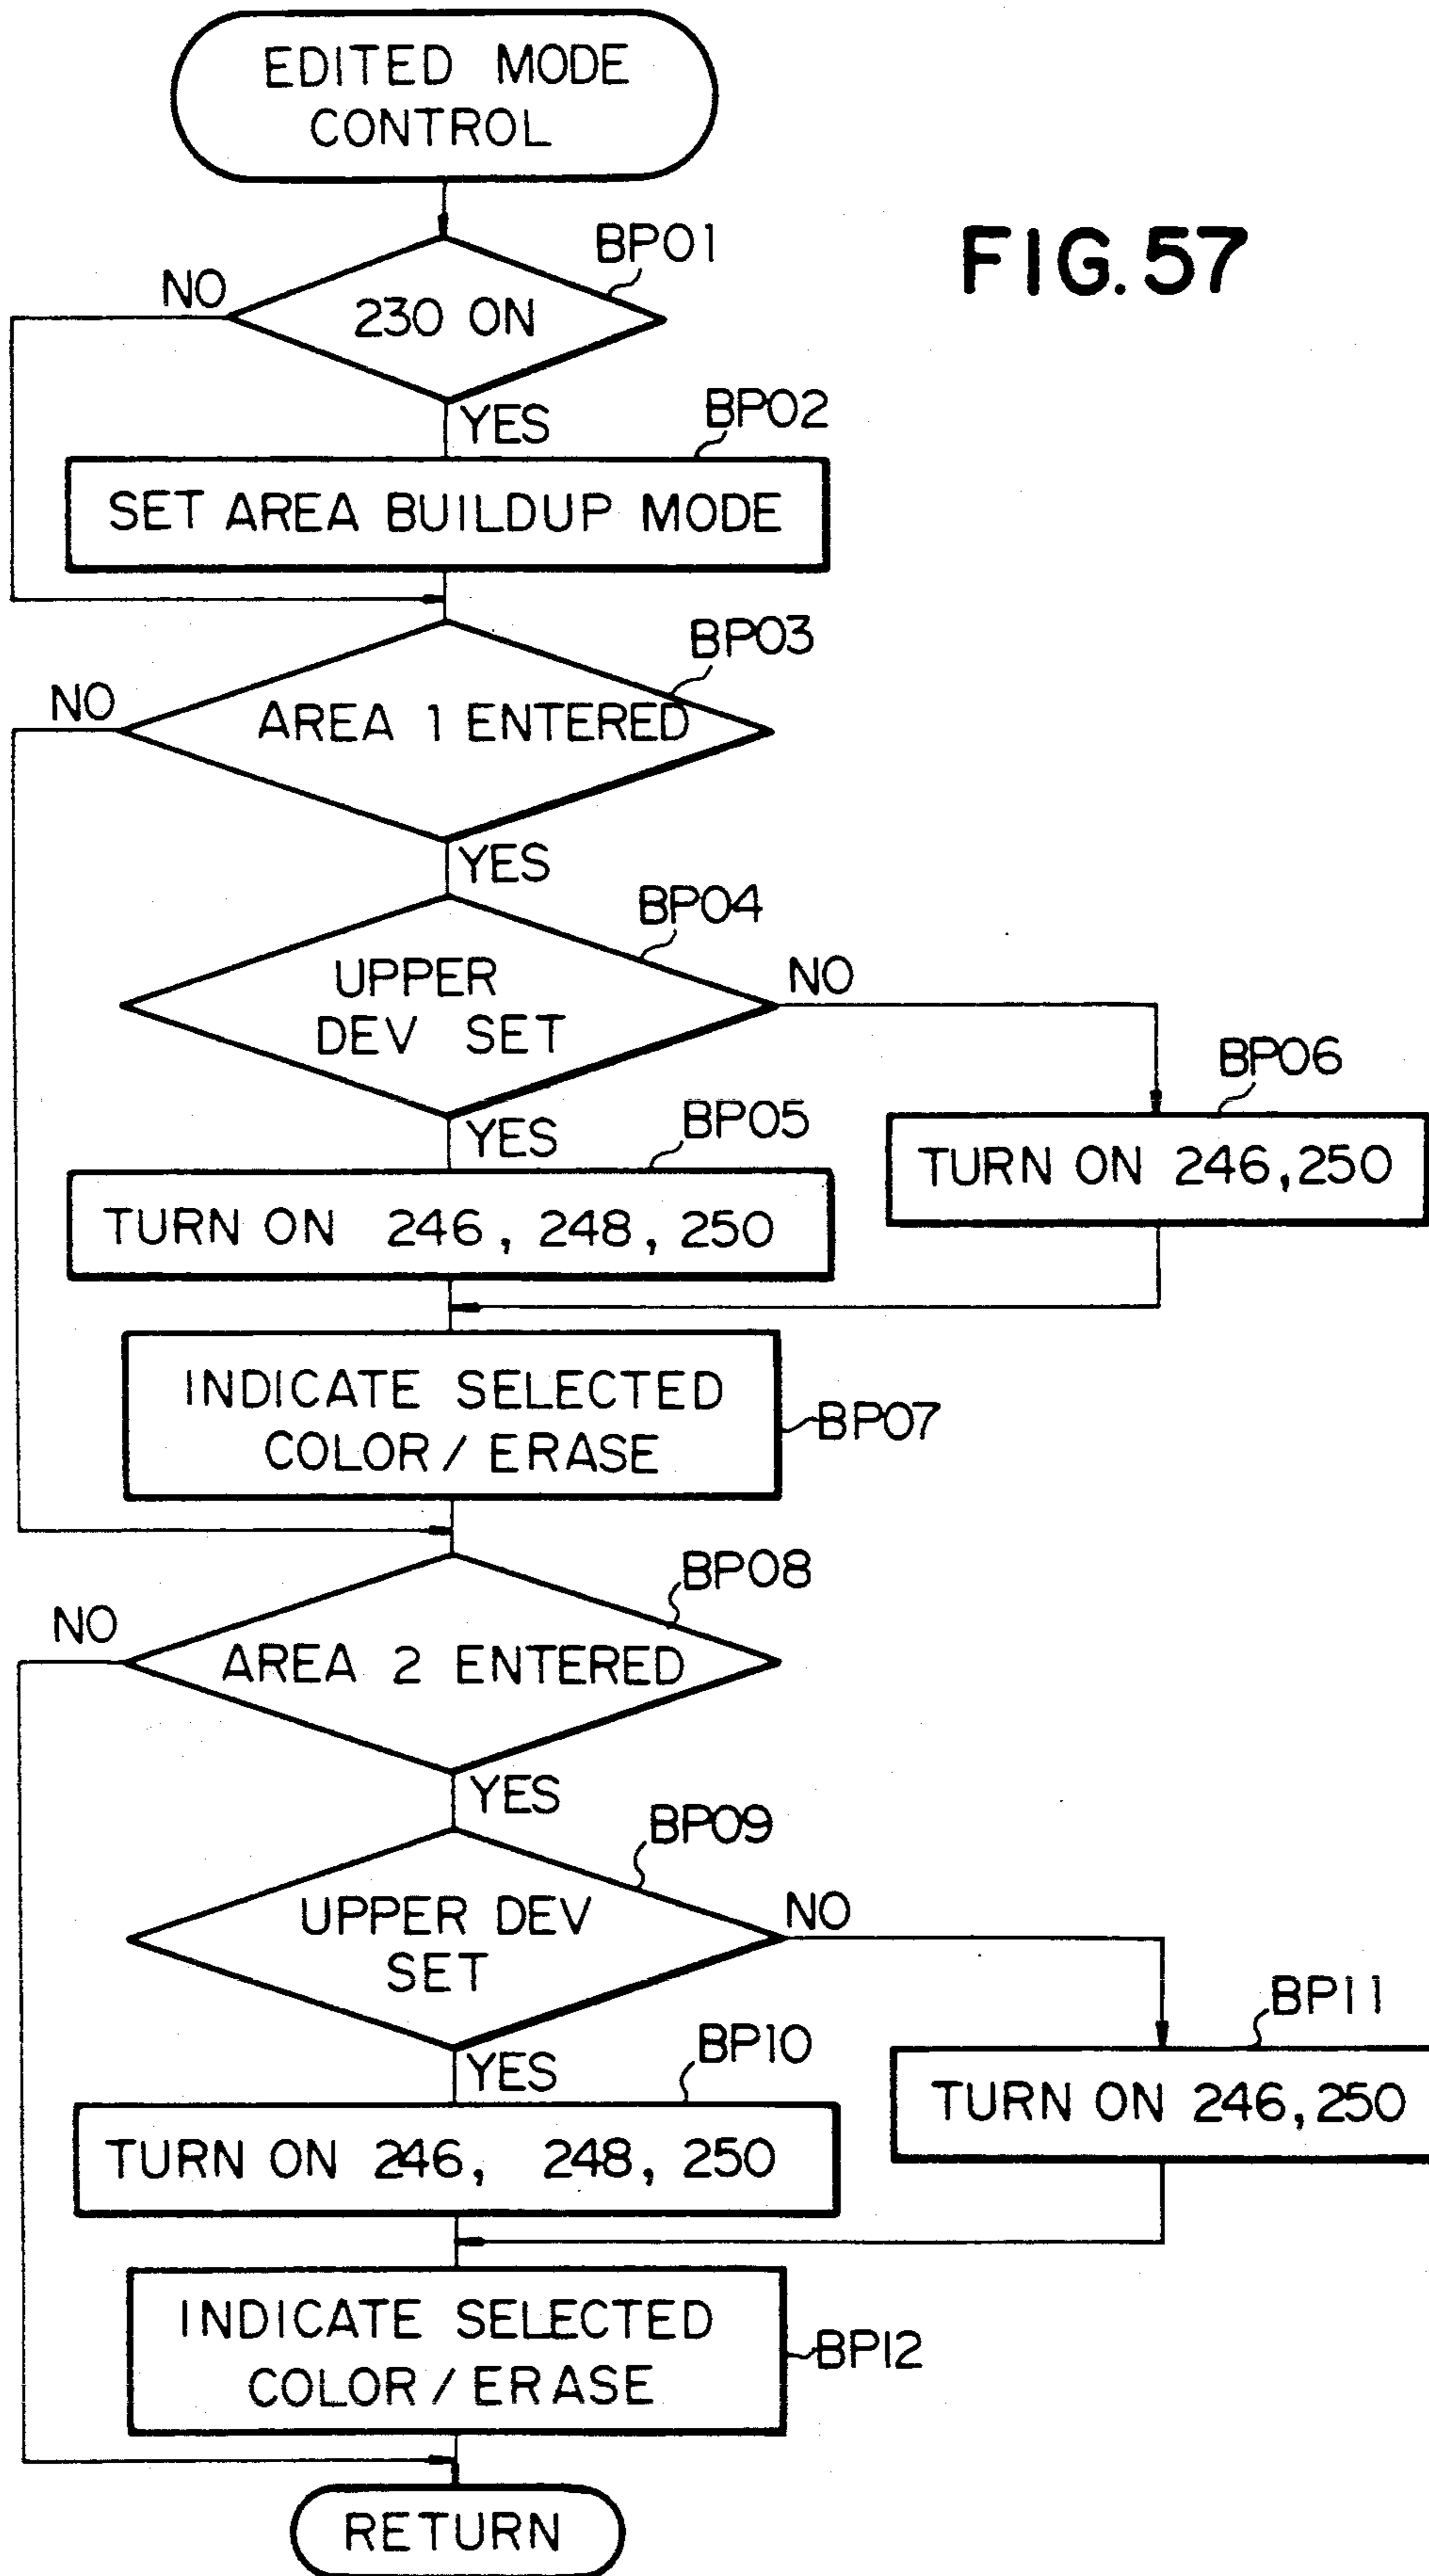 EDITED MODE
CONTROL
FIG. 57
BP01
NO
230 ON
YES
BP02
SET AREA BUILDUP MODE
BP03
NO
AREA 1 ENTERED
YES
BP04
UPPER
DEV SET
NO
BP06
YES
BP05
TURN ON 246,250
TURN ON 246, 248, 250
INDICATE SELECTED
COLOR / ERASE
BP07
BP08
NO
AREA 2 ENTERED
YES
BP09
UPPER DEV
SET
NO
BP11
YES
BP10
TURN ON 246,250
TURN ON 246, 248, 250
INDICATE SELECTED
COLOR / ERASE
BP12
RETURN